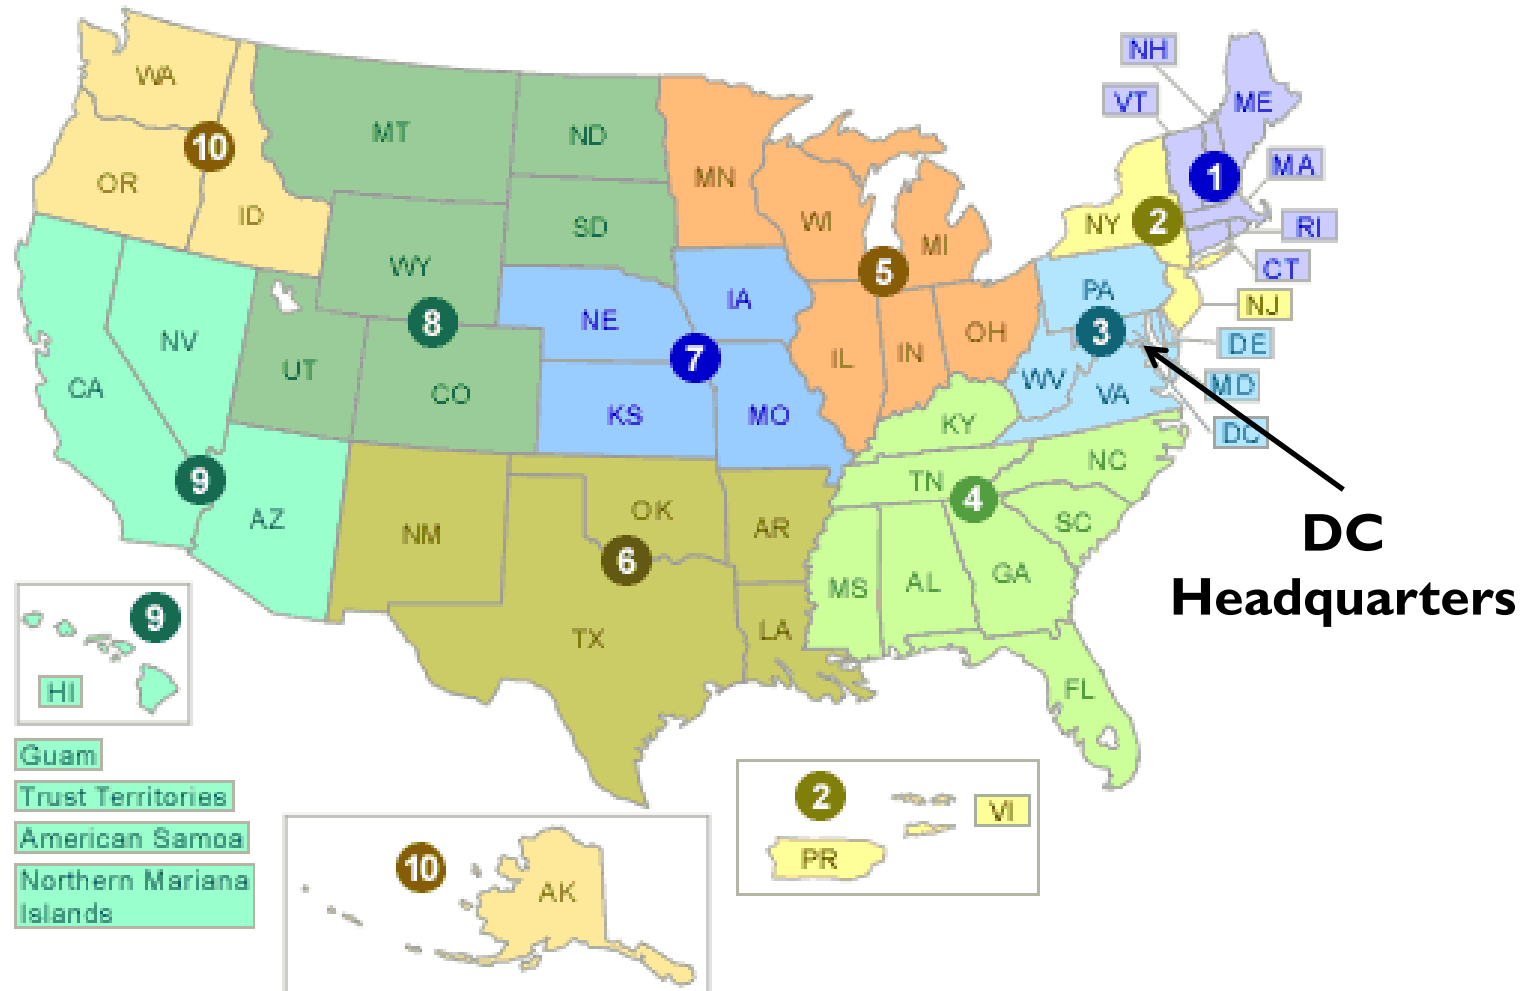 NH
VT
ME
WA
MT
ND
MN
10
OR
ID
SD
WI
MI
NY
2
1
MA
RI
CT
WY
5
PA
NJ
NV
8
NE
IA
7
IL
IN
OH
3
DE
MD
CA
UT
CO
KS
MO
KY
WV
VA
DC
9
AZ
NM
OK
6
AR
TN
4
NC
SC
DC
Headquarters
TX
LA
MS
AL
GA
FL
9
HI
Guam
Trust Territories
American Samoa
Northern Mariana
Islands
10
AK
2
VI
PR